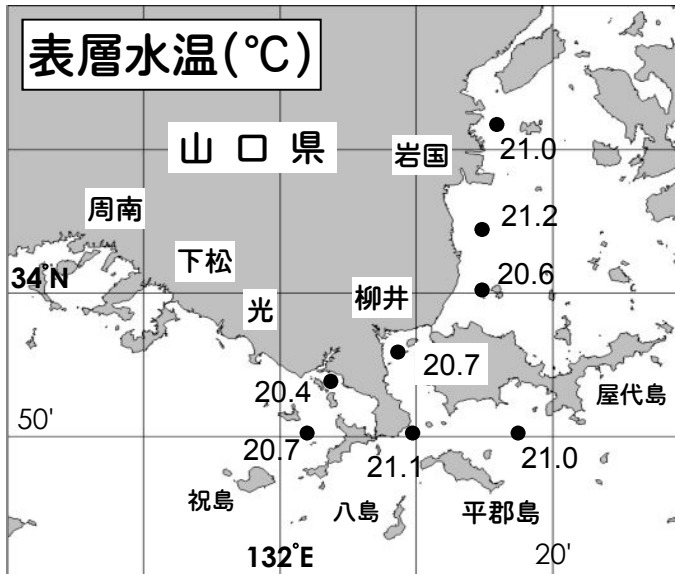 表層水温(℃)
山口県
岩国
21.0
周南
21.2
下松
34°N
20.6
光
柳井
20.7
20.4
屋代島
50'
20.7
21.1
21.0
祝島
八島
平郡島
132°E
20'